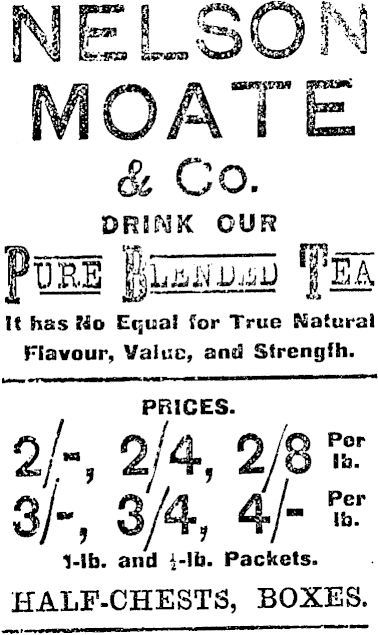 NELSON
MOATE
& Co.
DRINK OUR
PURE BLENDED TEA
It has No Equal for True Natural
Flavour, Value, and Strength.
PRICES.
2/-, 2/4, 2/8 Per lb.
3/-, 3/4, 4/- Per lb.
1-lb. and ½-lb. Packets.
HALF-CHESTS, BOXES.